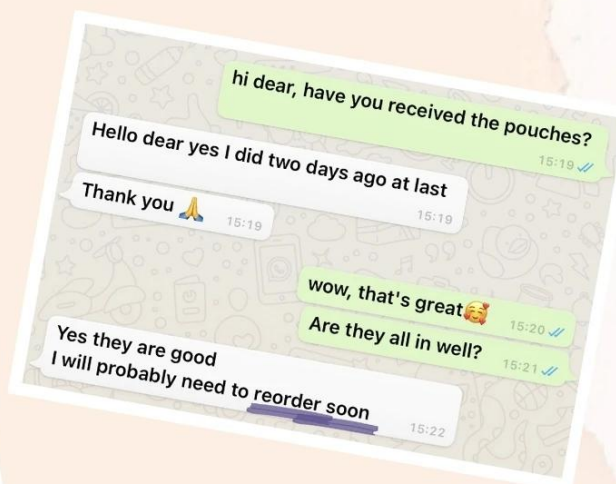 hi dear, have you received the pouches?
15:19
Hello dear yes I did two days ago at last
15:19
Thank you 🙏
15:19
wow, that's great🥰
15:20
Are they all in well?
15:21
Yes they are good
I will probably need to reorder soon
15:22